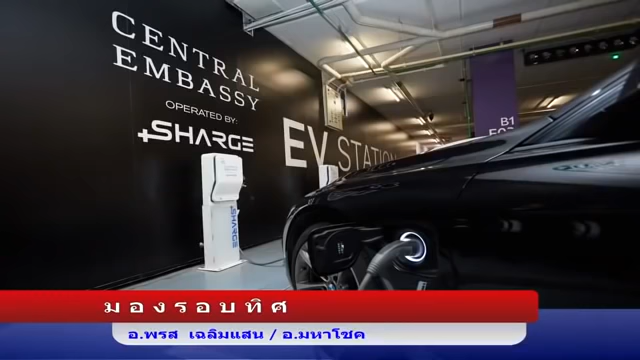 CENTRAL
EMBASSY
OPERATED BY:
+SHARGE
EV STATION
B1
+SHARGE
มองรอบทิศ
อ.พรส เฉลิมแสน / อ.มหาโชค